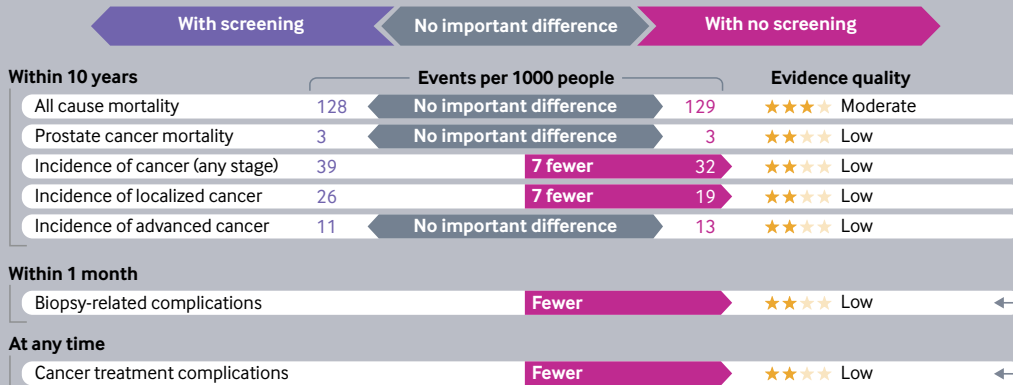 With screening No important difference With no screening
Within 10 years Events per 1000 people Evidence quality
All cause mortality 128 No important difference 129 Moderate
Prostate cancer mortality 3 No important difference 3 Low
Incidence of cancer (any stage) 39 7 fewer 32 Low
Incidence of localized cancer 26 7 fewer 19 Low
Incidence of advanced cancer 11 No important difference 13 Low
Within 1 month
Biopsy-related complications Fewer Low
At any time
Cancer treatment complications Fewer Low